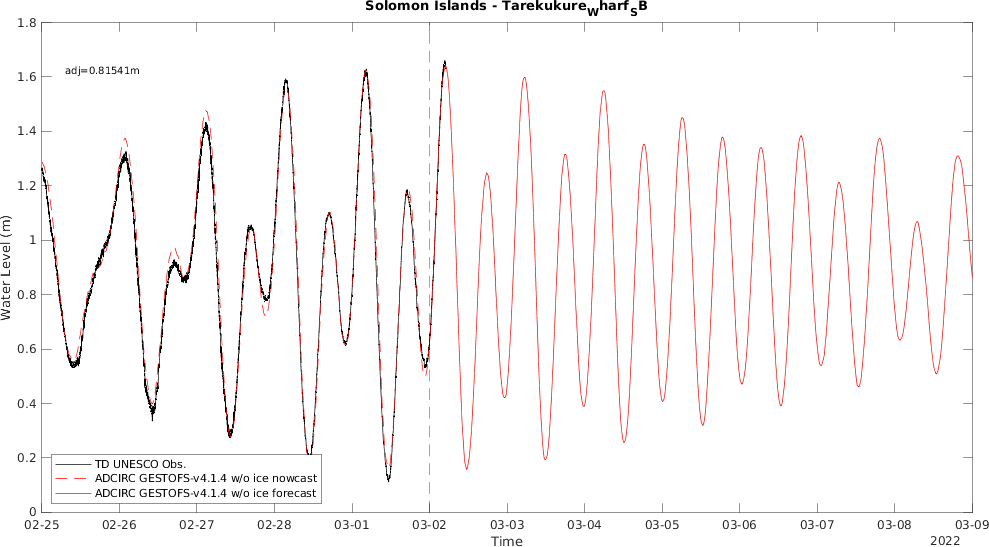 Solomon Islands - Tarekukure_Wharf_SB
adj=0.81541m
Water Level (m)
1.8
1.6
1.4
1.2
1
0.8
0.6
0.4
0.2
0
TD UNESCO Obs.
ADCIRC GESTOFS-v4.1.4 w/o ice nowcast
ADCIRC GESTOFS-v4.1.4 w/o ice forecast
02-25 02-26 02-27 02-28 03-01 03-02 03-03 03-04 03-05 03-06 03-07 03-08 03-09
Time
2022